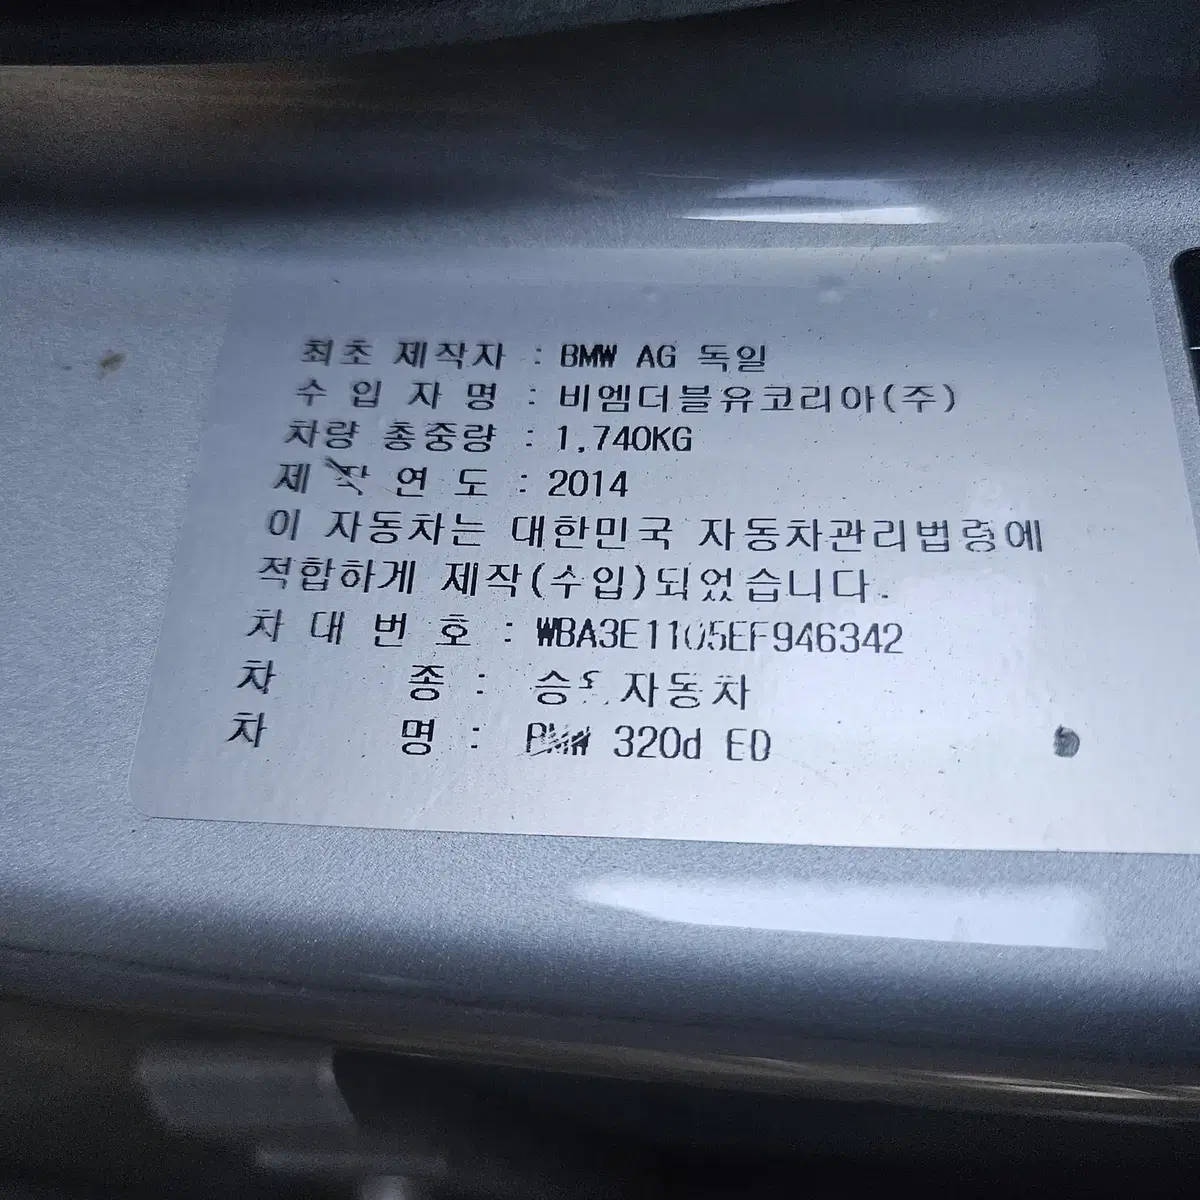 최초 제작자 : BMW AG 독일
수 입 자 명 : 비엠더블유코리아(주)
차량 총중량 : 1,740KG
제 작 연 도 : 2014
이 자동차는 대한민국 자동차관리법령에
적합하게 제작(수입)되었습니다.
차 대 번 호 : WBA3E1105EF946342
차 종 : 승용자동차
차 명 : BMW 320d ED